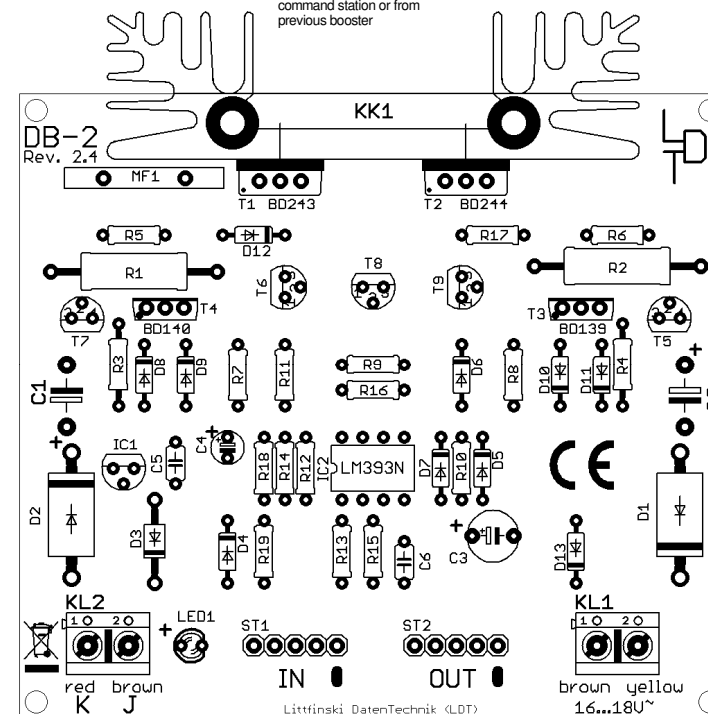 command station or from
previous booster
KK1
DB-2
Rev. 2.4
MF1
T1 BD243
T2 BD244
R5
D12
R17
R6
R1
T6
T8
T9
R2
T7
T4
BD140
T3
BD139
T5
R3
D8
D9
R7
R11
R9
R16
D6
R8
D10
D11
R4
C1
+
+
IC1
C5
C4
+
R18
R14
R12
IC2
LM393N
D7
R10
D5
CE
D2
D3
D4
R19
R13
R15
C6
C3
+
D13
D1
KL2
1 2
LED1
+
ST1
ST2
KL1
1 2
IN
OUT
red brown
K J
brown yellow
16...18V~
Littfinski DatenTechnik (LDT)